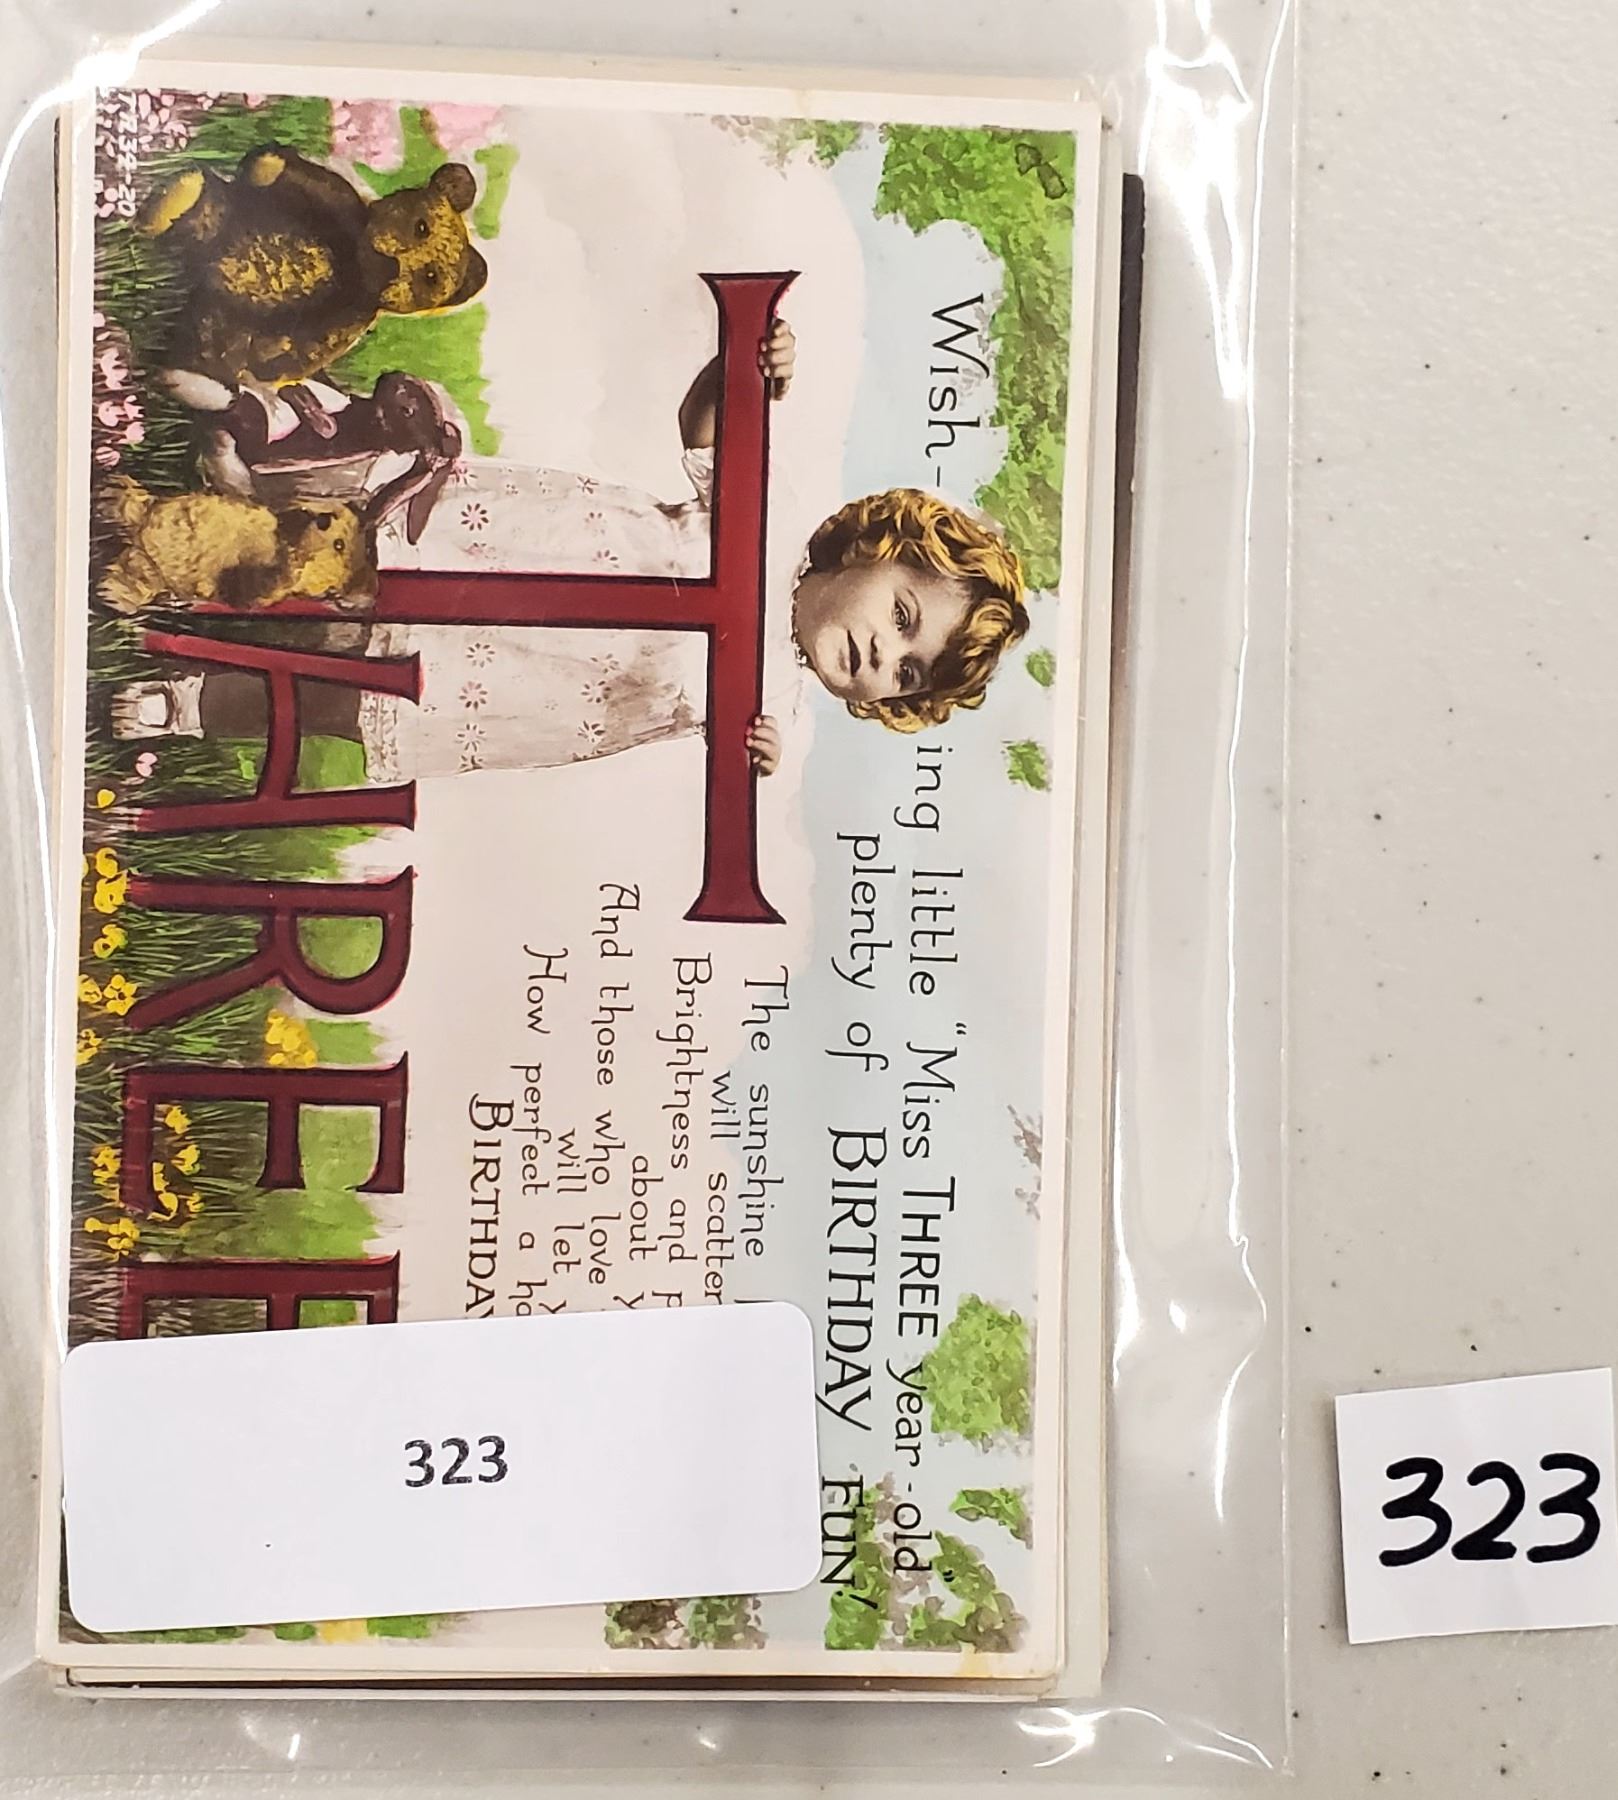 Wish-ing little "Miss THREE year-old"
plenty of BIRTHDAY FUN!
The sunshine
will scatter
Brightness and
about
And those who love
will let
How perfect a
BIRTHDAY
THREE
323
323